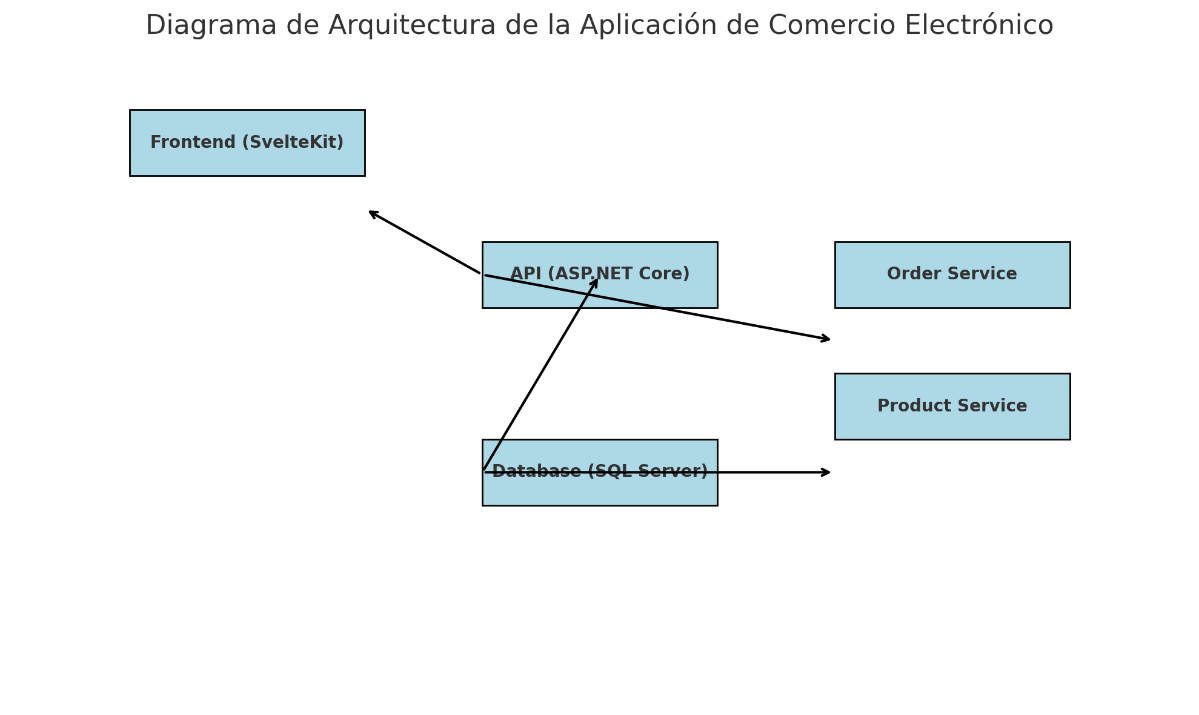 Diagrama de Arquitectura de la Aplicación de Comercio Electrónico
Frontend (SvelteKit)
API (ASP.NET Core)
Order Service
Product Service
Database (SQL Server)